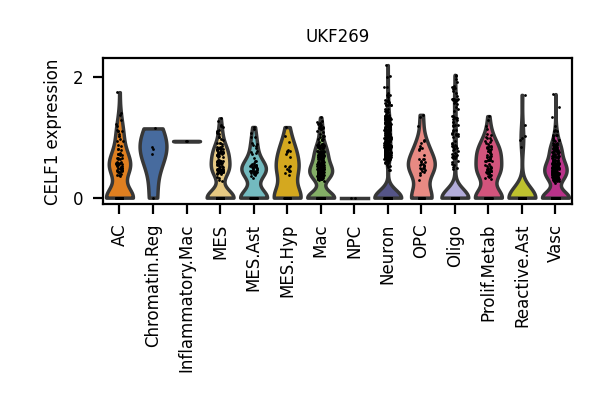 UKF269
CELF1 expression
2
0
AC
Chromatin.Reg
Inflammatory.Mac
MES
MES.Ast
MES.Hyp
Mac
NPC
Neuron
OPC
Oligo
Prolif.Metab
Reactive.Ast
Vasc